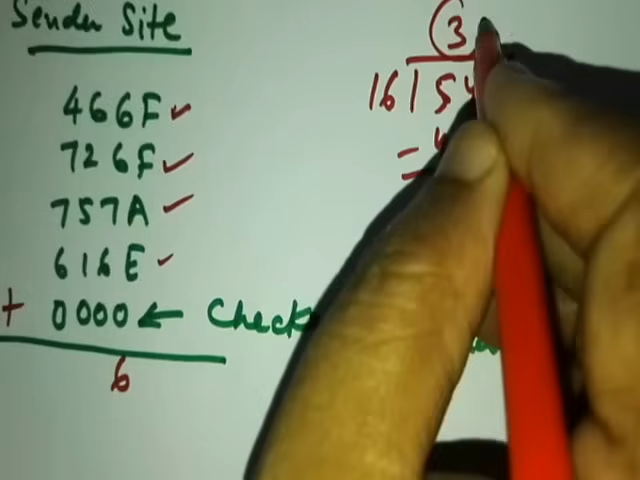 Sender Site
466F ✓
726F ✓
757A ✓
616E ✓
+ 0000 ← Check
6
3
16 5
=